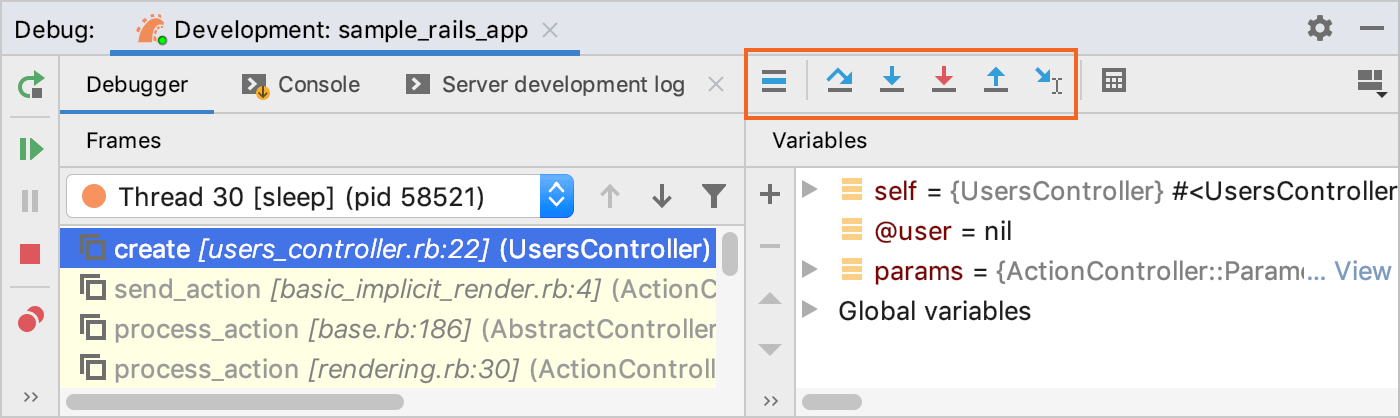 Debug: Development: sample_rails_app
Debugger Console Server development log
Frames Variables
Thread 30 [sleep] (pid 58521)
self = {UsersController} #<UsersController
create [users_controller.rb:22] (UsersController)
@user = nil
send_action [basic_implicit_render.rb:4] (ActionC
params = {ActionController::Parame... View
process_action [base.rb:186] (AbstractController
Global variables
process_action [rendering.rb:30] (ActionControll